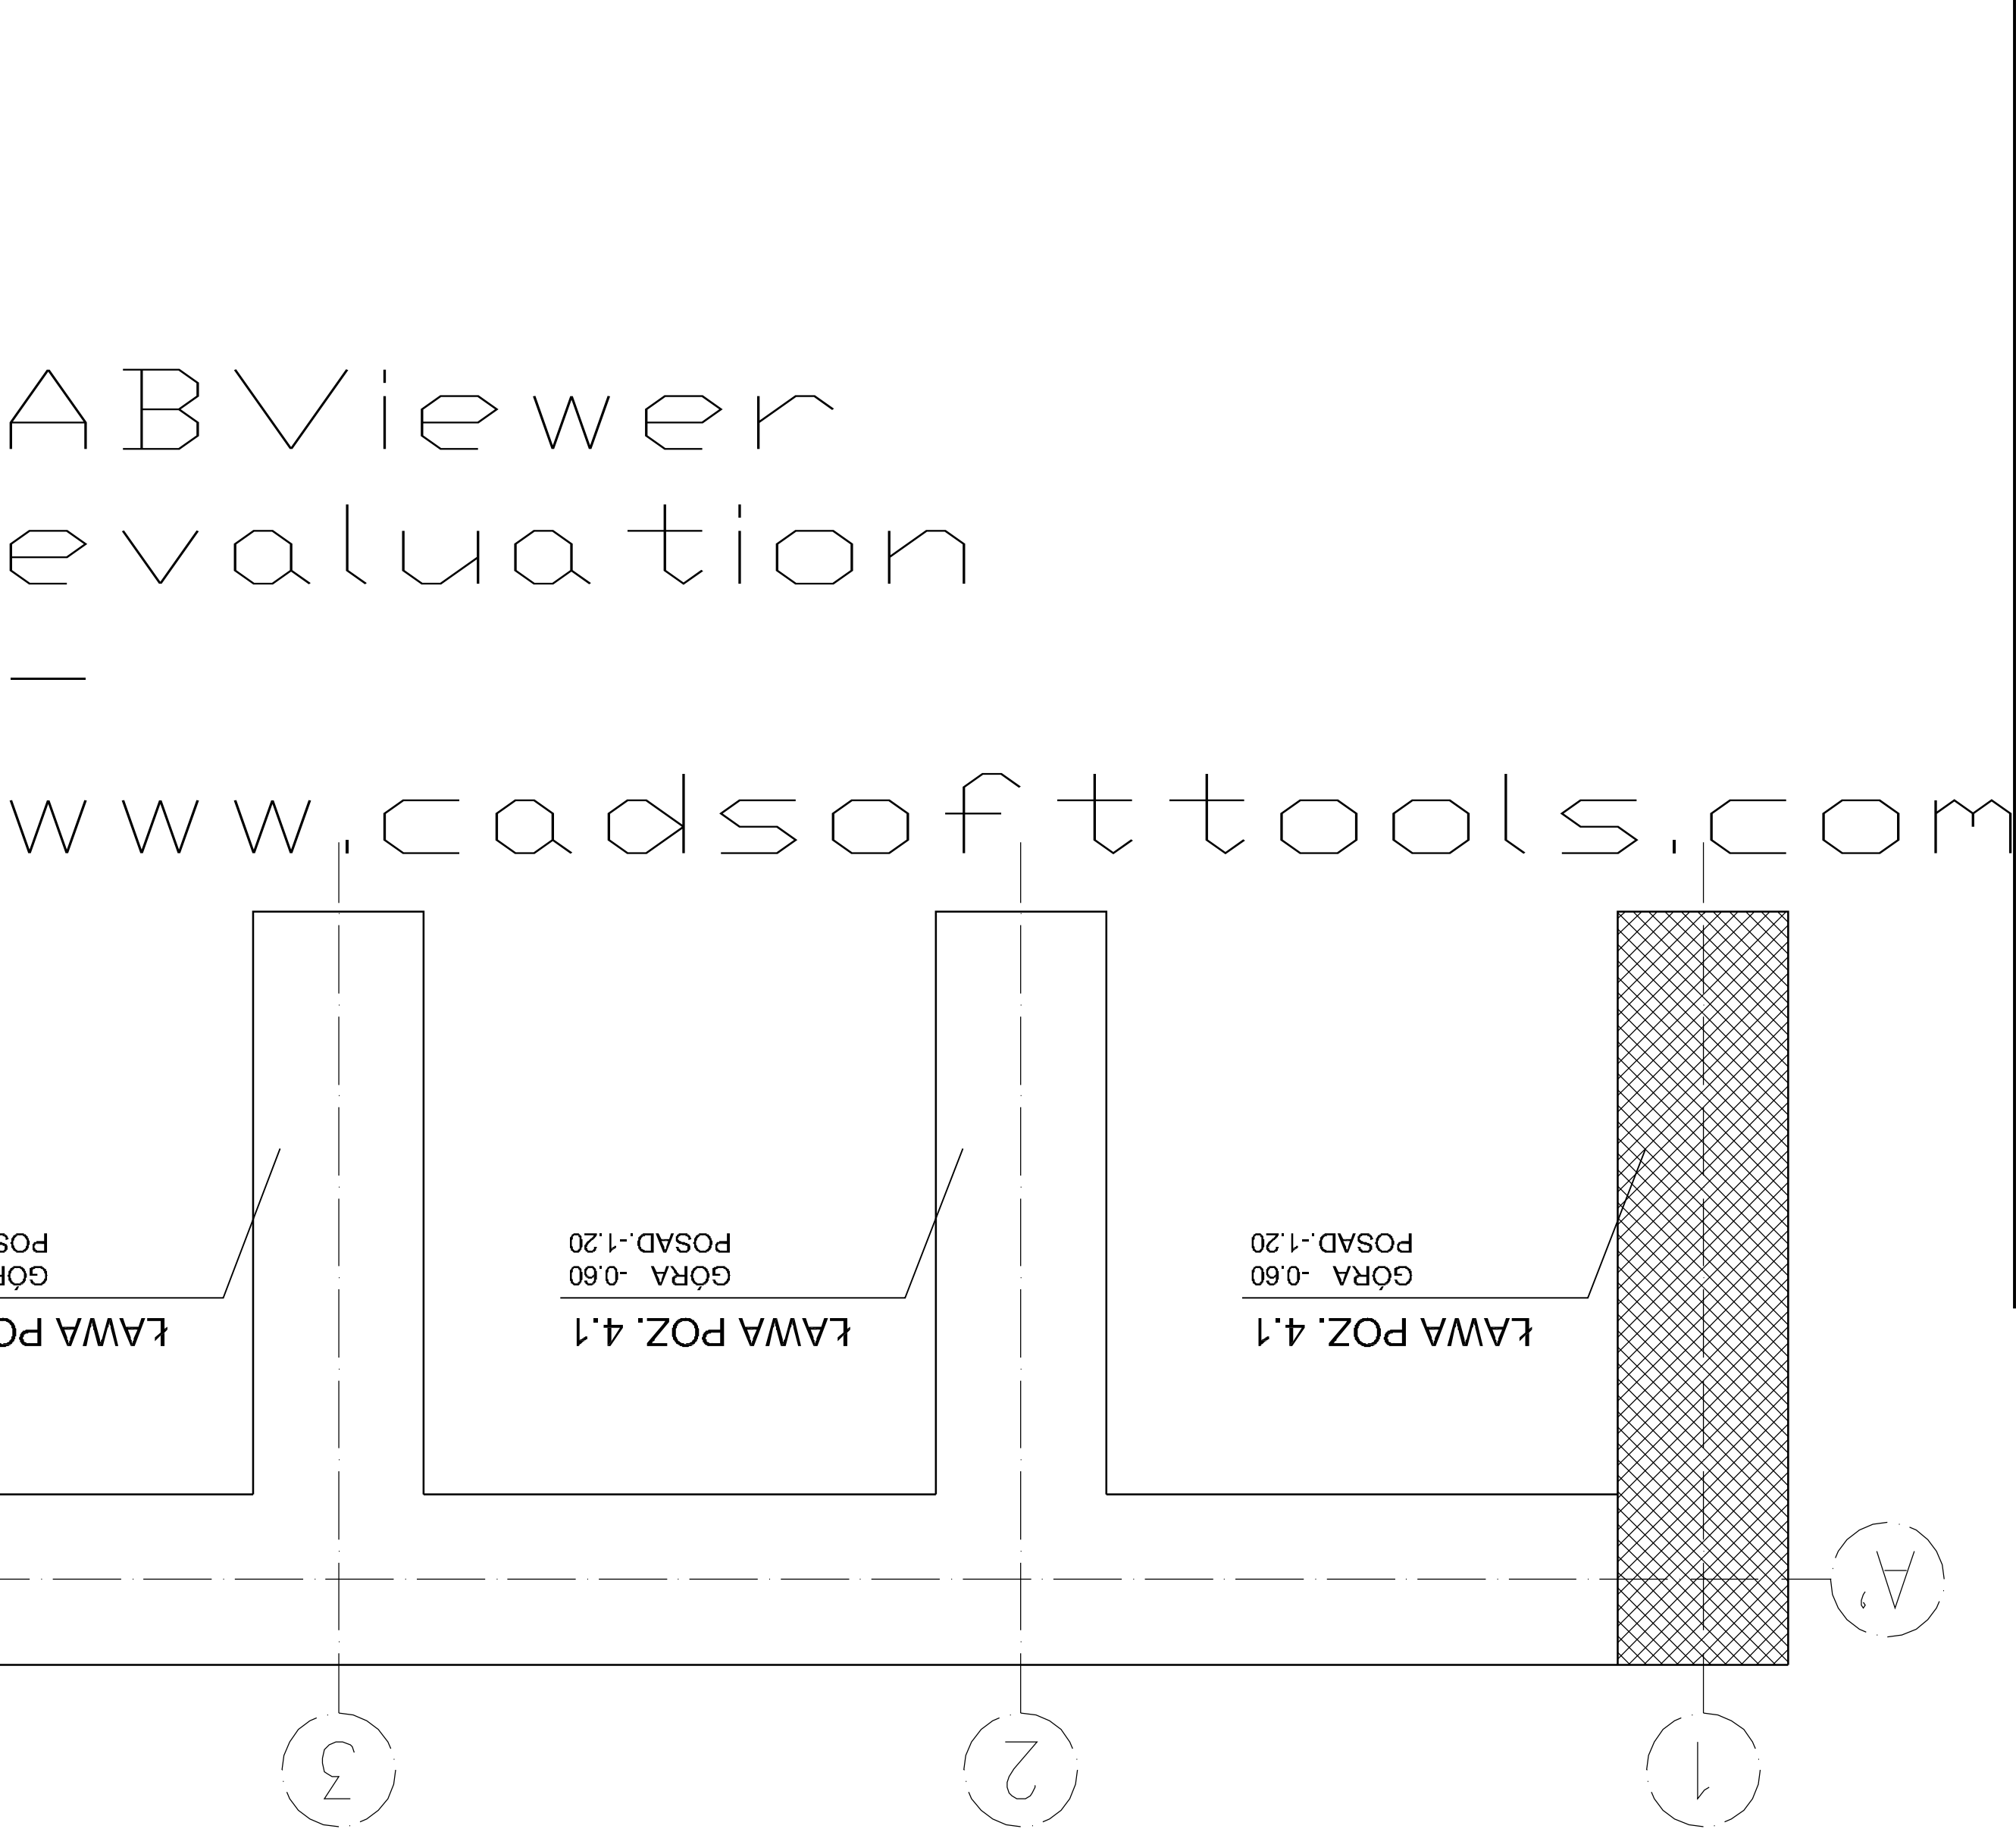 ABViewer
evaluation
–
www.cadsofttools.com
ŁAWA POZ. 4.1
GÓRA -0.60
POSAD.-1.20
ŁAWA POZ. 4.1
GÓRA -0.60
POSAD.-1.20
ŁAWA
A'
1
2
3